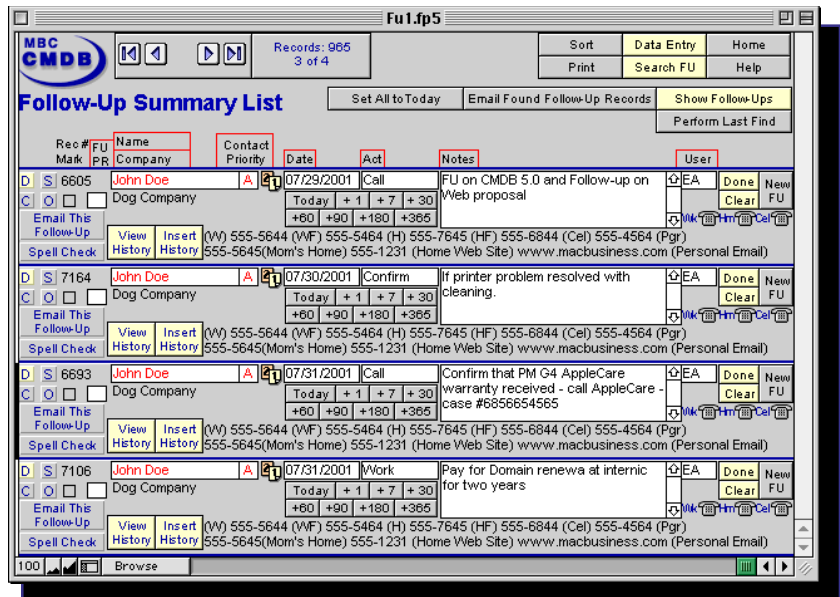 Fu1.fp5
MBC
CMDB
Records: 965
3 of 4
Sort Data Entry Home
Print Search FU Help
Follow-Up Summary List
Set All to Today Email Found Follow-Up Records Show Follow-Ups
Perform Last Find
Rec # FU Name Contact
Mark PR Company Priority Date Act Notes User
D S 6605 John Doe A 07/29/2001 Call FU on CMDB 5.0 and Follow-up on EA Done New
C O Dog Company Today + 1 + 7 + 30 Web proposal Clear FU
Email This +60 +90 +180 +365 Wk Hm Cel
Follow-Up View Insert (W) 555-5644 (WF) 555-5464 (H) 555-7645 (HF) 555-6844 (Cel) 555-4564 (Pgr)
Spell Check History History 555-5645(Mom's Home) 555-1231 (Home Web Site) www.macbusiness.com (Personal Email)
D S 7164 John Doe A 07/30/2001 Confirm If printer problem resolved with EA Done New
C O Dog Company Today + 1 + 7 + 30 cleaning. Clear FU
Email This +60 +90 +180 +365 Wk Hm Cel
Follow-Up View Insert (W) 555-5644 (WF) 555-5464 (H) 555-7645 (HF) 555-6844 (Cel) 555-4564 (Pgr)
Spell Check History History 555-5645(Mom's Home) 555-1231 (Home Web Site) www.macbusiness.com (Personal Email)
D S 6693 John Doe A 07/31/2001 Call Confirm that PM G4 AppleCare EA Done New
C O Dog Company Today + 1 + 7 + 30 warranty received - call AppleCare - Clear FU
Email This +60 +90 +180 +365 case #6856654565 Wk Hm Cel
Follow-Up View Insert (W) 555-5644 (WF) 555-5464 (H) 555-7645 (HF) 555-6844 (Cel) 555-4564 (Pgr)
Spell Check History History 555-5645(Mom's Home) 555-1231 (Home Web Site) www.macbusiness.com (Personal Email)
D S 7106 John Doe A 07/31/2001 Work Pay for Domain renewa at internic EA Done New
C O Dog Company Today + 1 + 7 + 30 for two years Clear FU
Email This +60 +90 +180 +365 Wk Hm Cel
Follow-Up View Insert (W) 555-5644 (WF) 555-5464 (H) 555-7645 (HF) 555-6844 (Cel) 555-4564 (Pgr)
Spell Check History History 555-5645(Mom's Home) 555-1231 (Home Web Site) www.macbusiness.com (Personal Email)
100 Browse